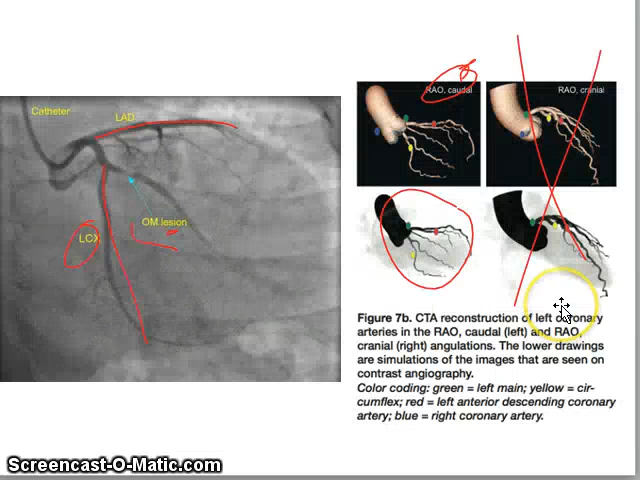 Catheter
LAD
OM lesion
LCX
RAO, caudal
RAO, cranial
Figure 7b. CTA reconstruction of left coronary
arteries in the RAO, caudal (left) and RAO,
cranial (right) angulations. The lower drawings
are simulations of the images that are seen on
contrast angiography.
Color coding: green = left main; yellow = cir-
cumflex; red = left anterior descending coronary
artery; blue = right coronary artery.
Screencast-O-Matic.com